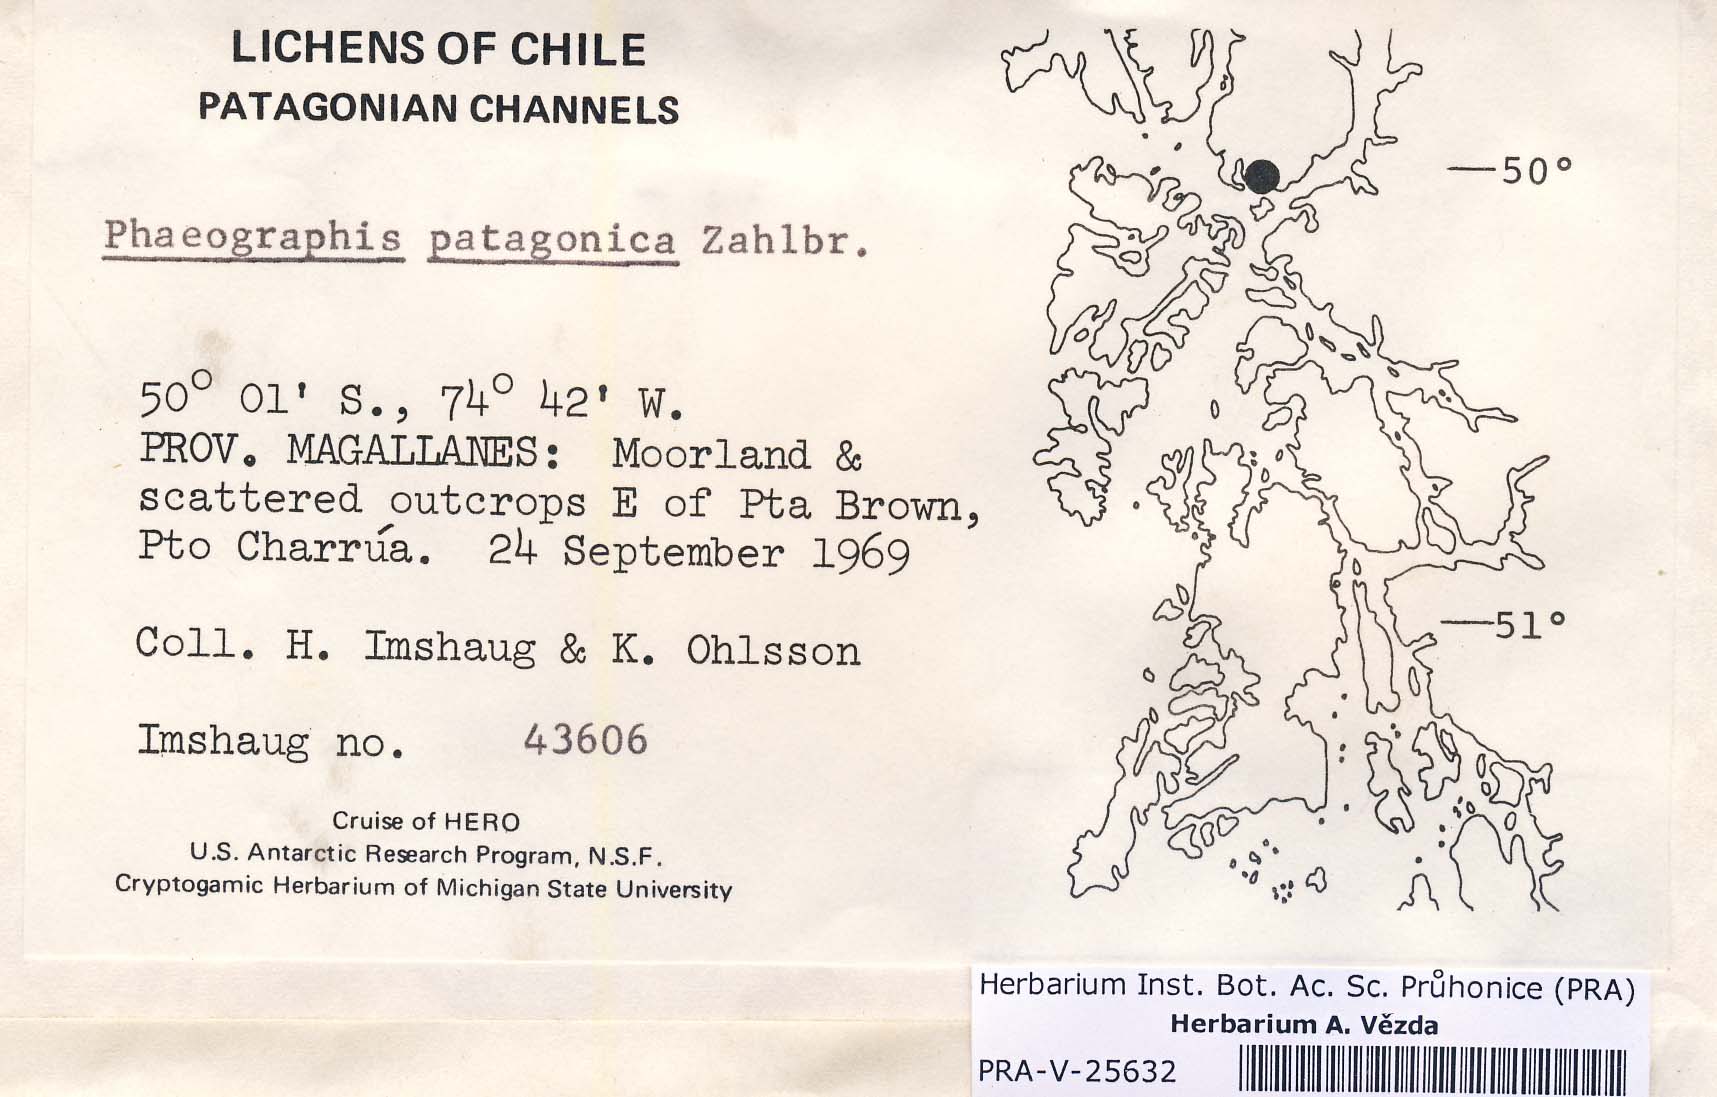 LICHENS OF CHILE
PATAGONIAN CHANNELS
Phaeographis patagonica Zahlbr.
50° 01' S., 74° 42' W.
PROV. MAGALLANES: Moorland &
scattered outcrops E of Pta Brown,
Pto Charrúa. 24 September 1969
Coll. H. Imshaug & K. Ohlsson
Imshaug no. 43606
Cruise of HERO
U.S. Antarctic Research Program, N.S.F.
Cryptogamic Herbarium of Michigan State University
—50°
—51°
Herbarium Inst. Bot. Ac. Sc. Průhonice (PRA)
Herbarium A. Vězda
PRA-V-25632